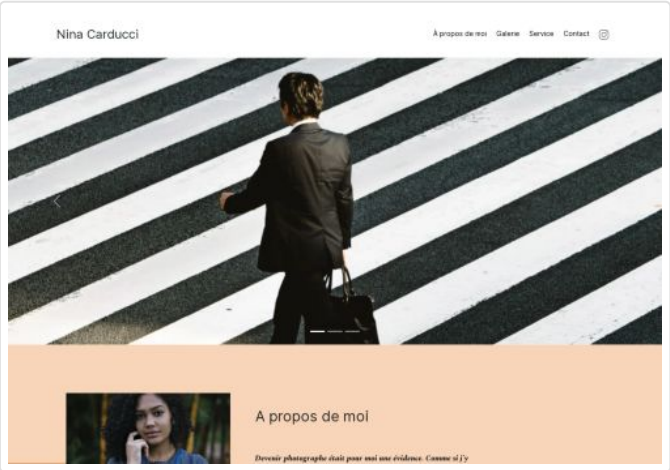 Nina Carducci
À propos de moi Galerie Service Contact
A propos de moi
Devenir photographe était pour moi une évidence. Comme si j'y